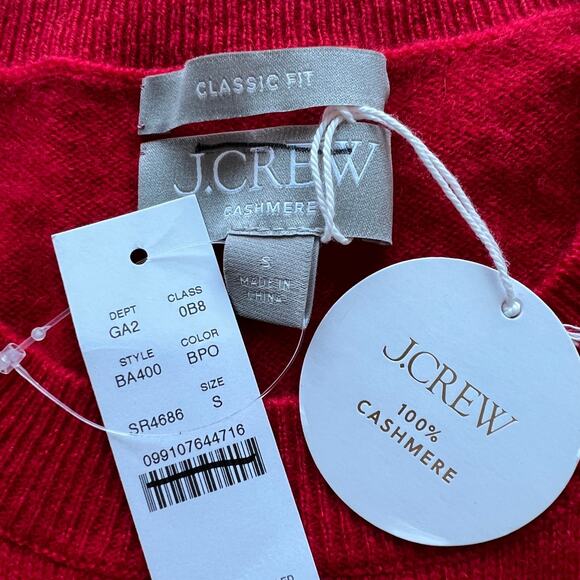 CLASSIC FIT
J.CREW
CASHMERE
S
MADE IN
CHINA
DEPT CLASS
GA2 0B8
STYLE COLOR
BA400 BPO
SIZE
SR4686 S
099107644716
J.CREW
100%
CASHMERE